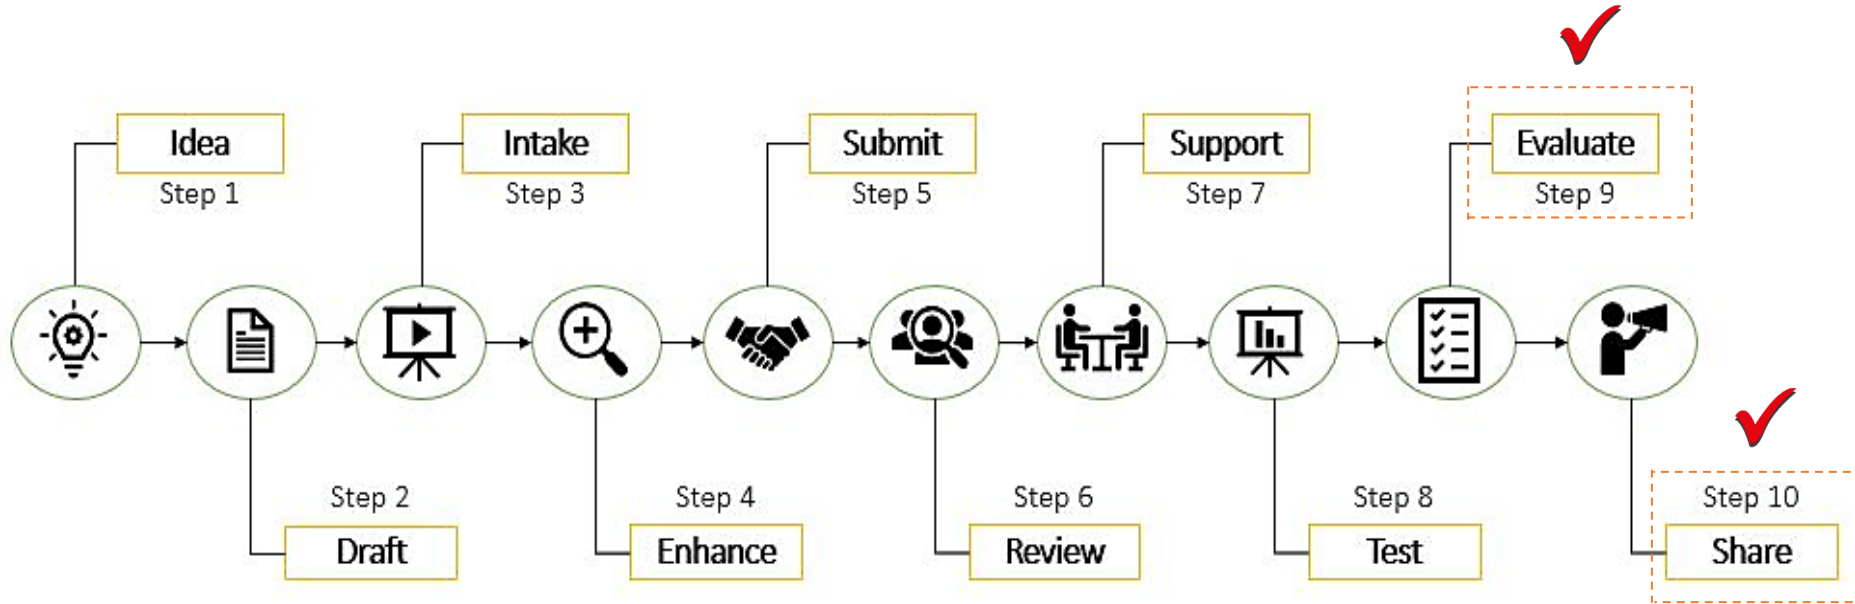 Idea
Step 1
Step 2
Draft
Intake
Step 3
Step 4
Enhance
Submit
Step 5
Step 6
Review
Support
Step 7
Step 8
Test
Evaluate
Step 9
Step 10
Share